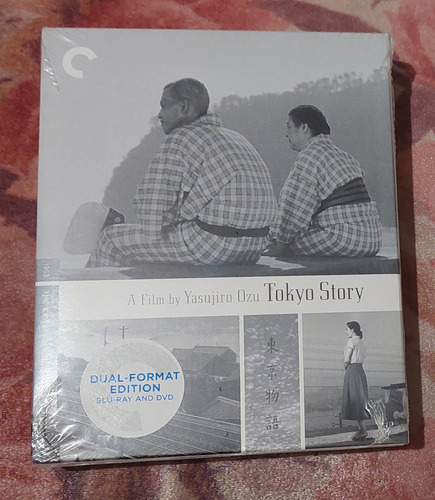 A Film by Yasujiro Ozu Tokyo Story
DUAL-FORMAT
EDITION
BLU-RAY AND DVD
東
京
物
語